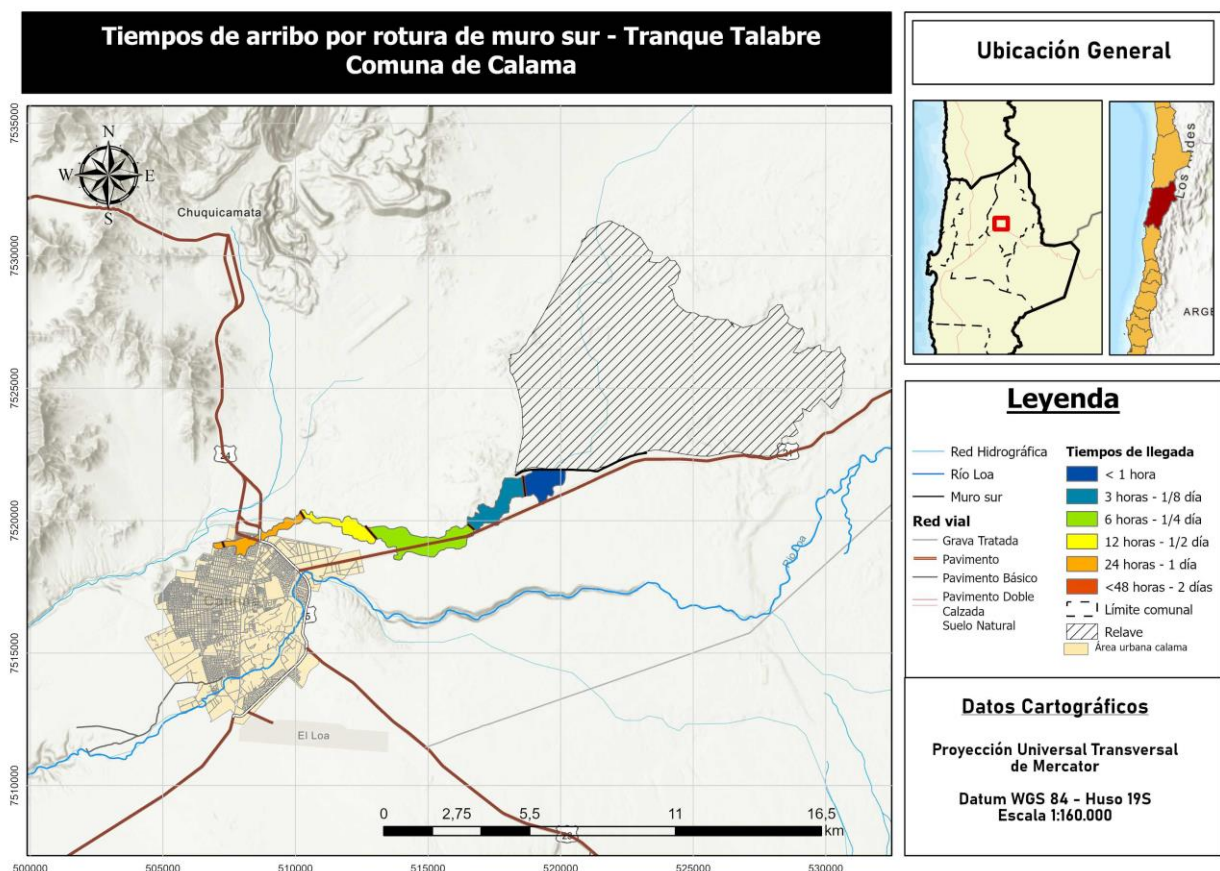 Tiempos de arribo por rotura de muro sur - Tranque Talabre
Comuna de Calama
Ubicación General
N
W
E
S
Chuquicamata
24
21
Río Loa
25
El Loa
0
2,75
5,5
11
16,5
km
7535000
7530000
7525000
7520000
7515000
7510000
500000
505000
510000
515000
520000
525000
530000
Los Andes
ARGE
Leyenda
Red Hidrográfica
Río Loa
Muro sur
Red vial
Grava Tratada
Pavimento
Pavimento Básico
Pavimento Doble
Calzada
Suelo Natural
Tiempos de llegada
< 1 hora
3 horas - 1/8 día
6 horas - 1/4 día
12 horas - 1/2 día
24 horas - 1 día
<48 horas - 2 días
Límite comunal
Relave
Área urbana calama
Datos Cartográficos
Proyección Universal Transversal
de Mercator
Datum WGS 84 - Huso 19S
Escala 1:160.000